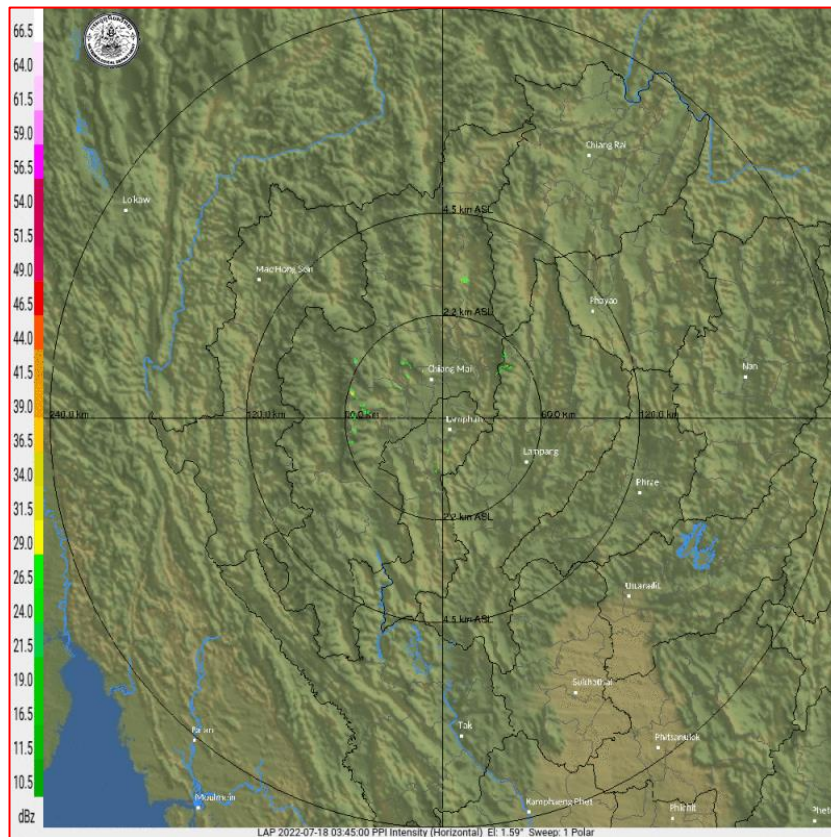 66.5
64.0
61.5
59.0
56.5
54.0
51.5
49.0
46.5
44.0
41.5
39.0
36.5
34.0
31.5
29.0
26.5
24.0
21.5
19.0
16.5
11.5
10.5
dBz
Chiang Rai
Loikaw
4.5 km ASL
Mae Hong Son
Phayao
2.2 km ASL
Nan
Chiang Mai
240.0 km
120.0 km
60.0 km
60.0 km
120.0 km
Lamphun
Lampang
Phrae
2.2 km ASL
Uttaradit
4.5 km ASL
Sukhothai
Tak
Pa-an
Phitsanulok
Moulmein
Kamphaeng Phet
Phichit
LAP 2022-07-18 03:45:00 PPI Intensity (Horizontal) El: 1.59° Sweep: 1 Polar